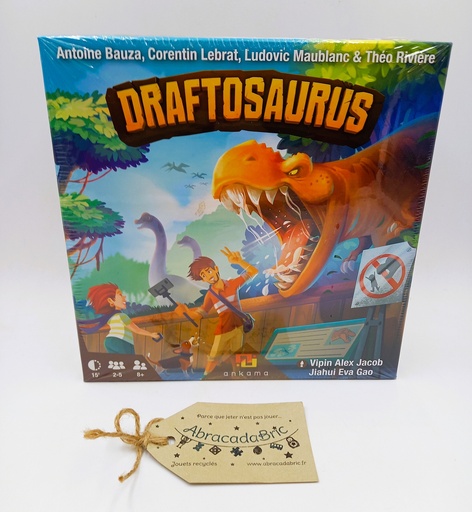 Antoine Bauza, Corentin Lebrat, Ludovic Maublanc & Théo Rivière
DRAFTOSAURUS
15'
2-5
8+
ankama
Vipin Alex Jacob
Jiahui Eva Gao
Parce que jeter n'est pas jouer...
AbracadaBric
Jouets recyclés
www.abracadabric.fr